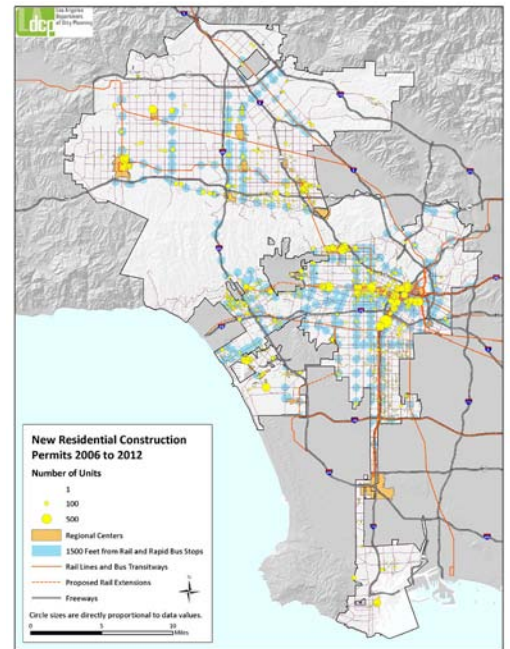 LA
dcp
Los Angeles
Department
of City Planning
New Residential Construction
Permits 2006 to 2012
Number of Units
1
100
500
Regional Centers
1500 Feet from Rail and Rapid Bus Stops
Rail Lines and Bus Transitways
Proposed Rail Extensions
Freeways
Circle sizes are directly proportional to data values.
0
5
10
Miles